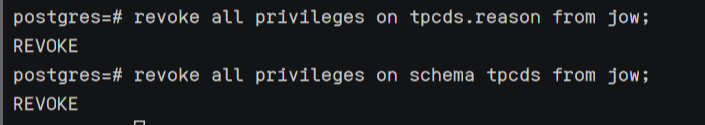 postgres=# revoke all privileges on tpcds.reason from jow;
REVOKE
postgres=# revoke all privileges on schema tpcds from jow;
REVOKE